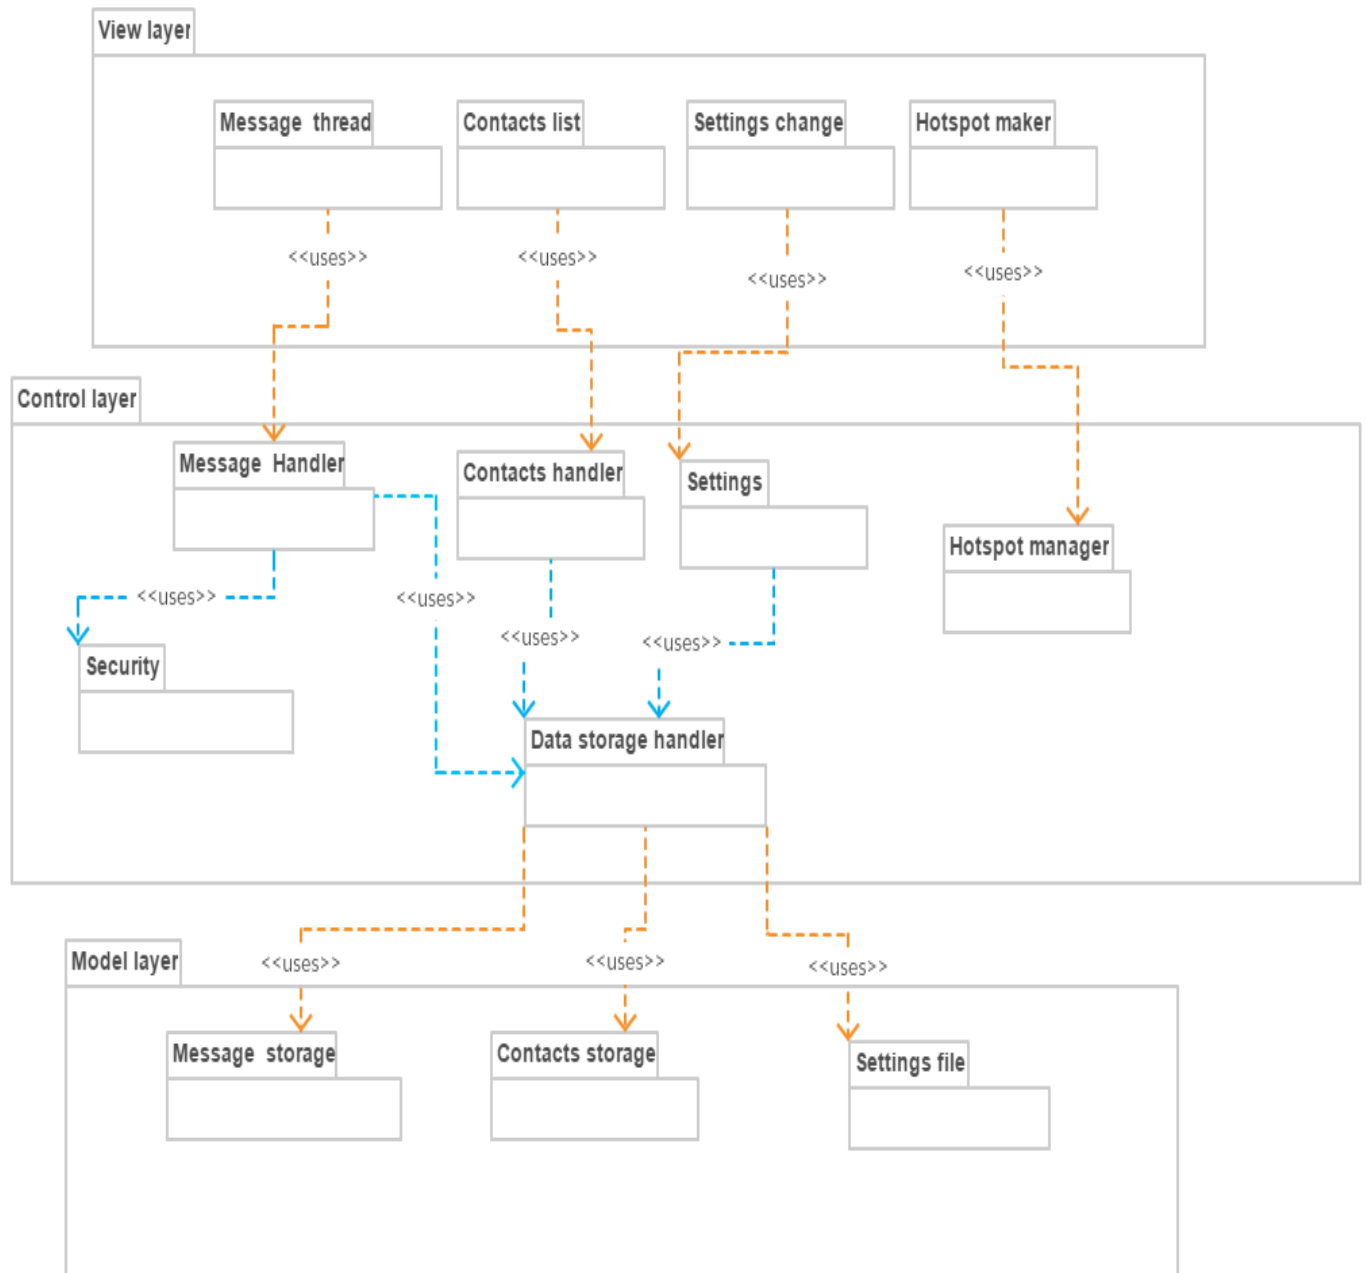 View layer
Message  thread
Contacts list
Settings change
Hotspot maker
<<uses>>
<<uses>>
<<uses>>
<<uses>>
Control layer
Message  Handler
Contacts handler
Settings
Hotspot manager
<<uses>>
<<uses>>
<<uses>>
<<uses>>
Security
Data storage handler
Model layer
<<uses>>
<<uses>>
<<uses>>
Message  storage
Contacts storage
Settings file